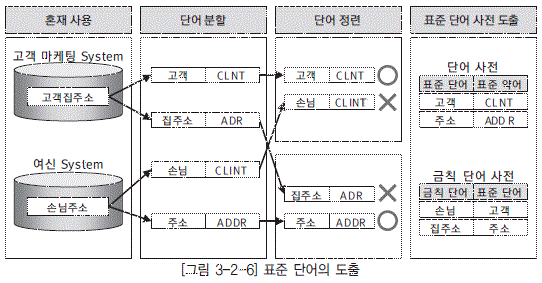 혼재 사용
단어 분할
단어 정련
표준 단어 사전 도출
고객 마케팅 System
고객집주소
여신 System
손님주소
고객 CLNT
집주소 ADR
손님 CLINT
주소 ADDR
고객 CLNT
손님 CLINT
집주소 ADR
주소 ADDR
단어 사전
표준 단어 표준 약어
고객 CLNT
주소 ADDR
금칙 단어 사전
금칙 단어 표준 단어
손님 고객
집주소 주소
[그림 3-2-6] 표준 단어의 도출